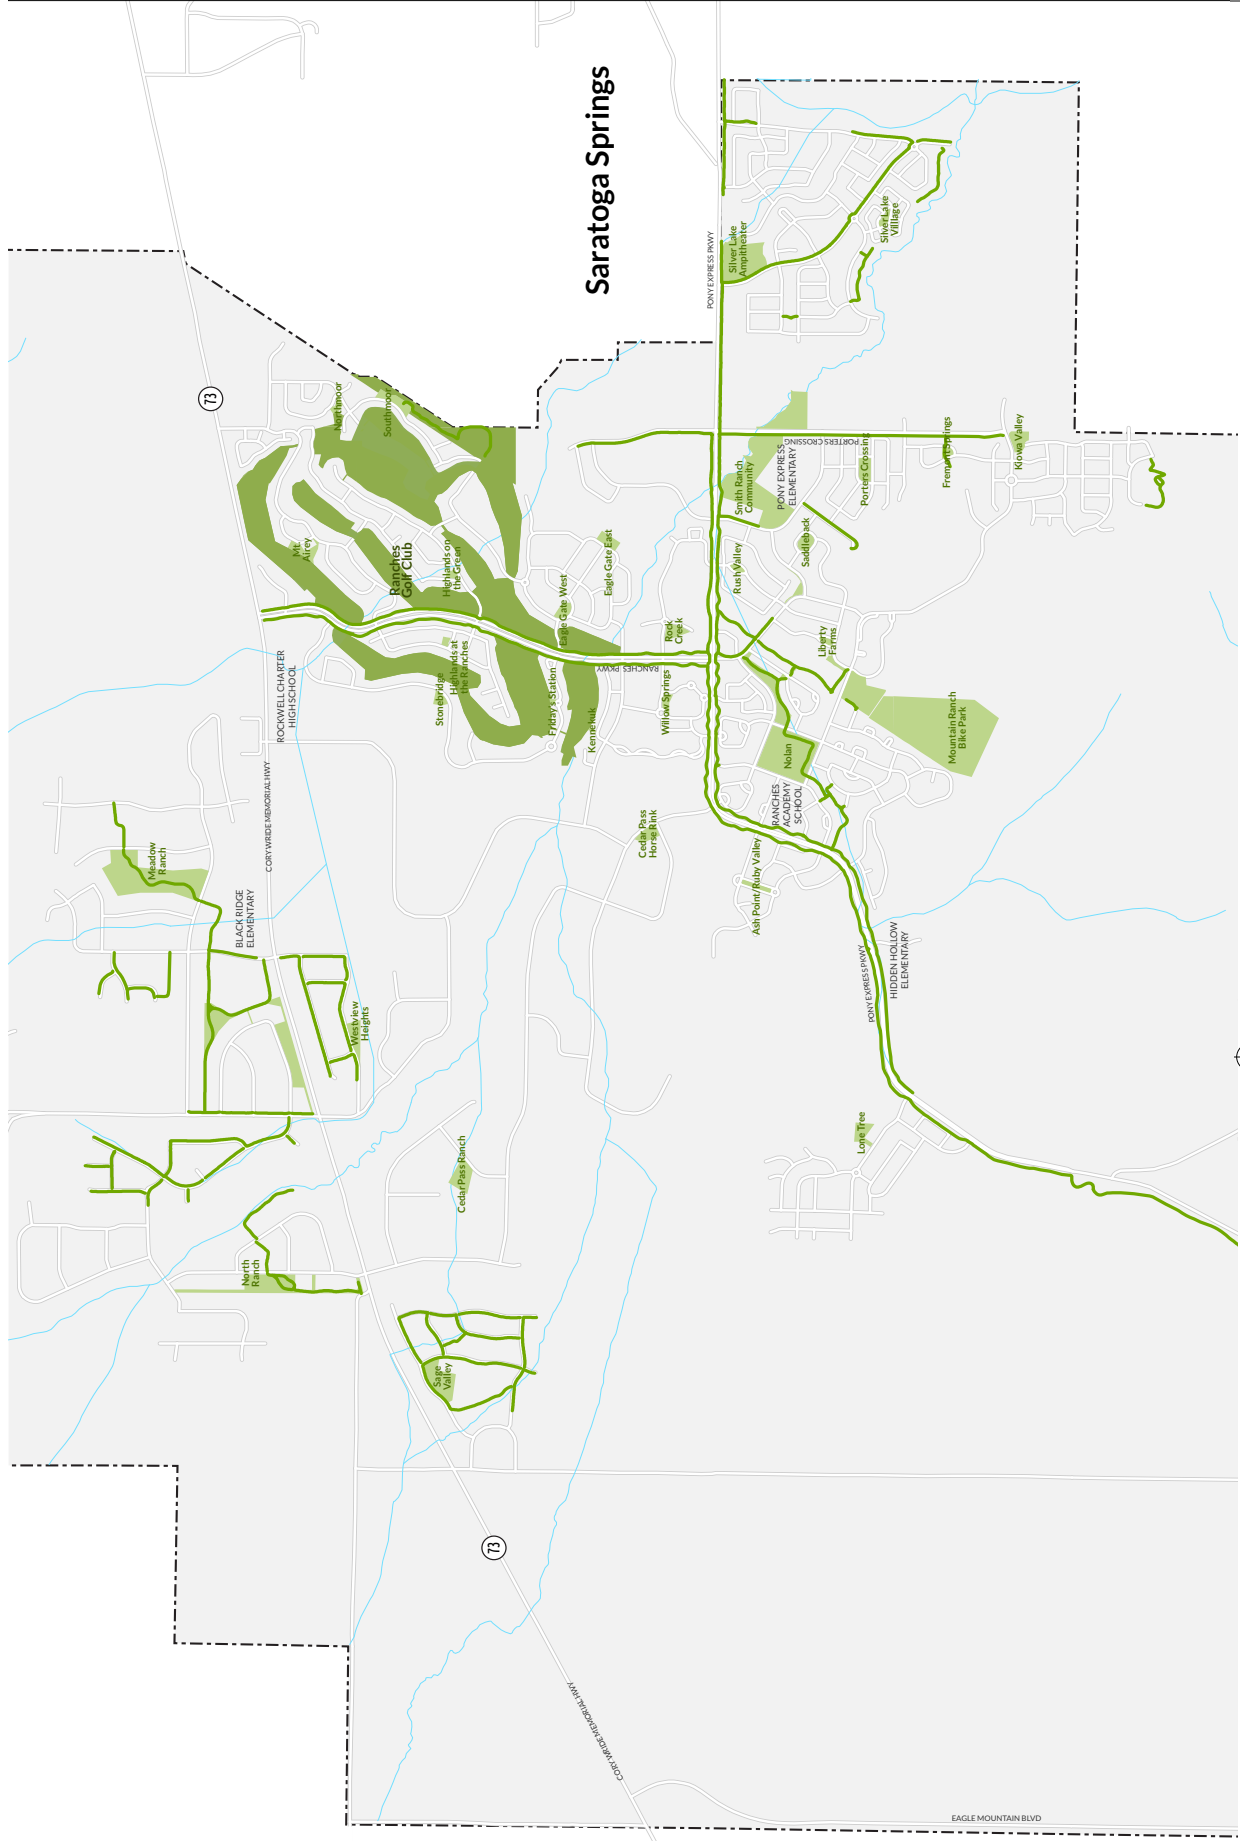 Saratoga Springs
73
Northmoor
Southmoor
Mt.
Airey
Ranches
Golf Club
Highlands on
the Green
Eagle Gate West
Eagle Gate East
Rock
Creek
RANCHES PKWY
Stonebridge
Highlands at
the Ranches
Friday's Station
Kennekuk
Willow Springs
ROCKWELL CHARTER
HIGH SCHOOL
CORY WRIDE MEMORIAL HWY
Meadow
Ranch
BLACK RIDGE
ELEMENTARY
Westview
Heights
Cedar Pass
Horse Rink
PONY EXPRESS PKWY
Silver Lake
Ampitheater
Silver Lake
Villlage
Smith Ranch
Community
PONY EXPRESS
ELEMENTARY
PORTERS CROSSING
Porters Crossing
Fremont Springs
Kiowa Valley
Rush Valley
Saddleback
Liberty
Farms
Mountain Ranch
Bike Park
Nolan
RANCHES
ACADEMY
SCHOOL
Ash Point/Ruby Valley
PONY EXPRESS PKWY
HIDDEN HOLLOW
ELEMENTARY
Lone Tree
Cedar Pass Ranch
North
Ranch
Sage
Valley
73
CORY WRIDE MEMORIAL HWY
EAGLE MOUNTAIN BLVD